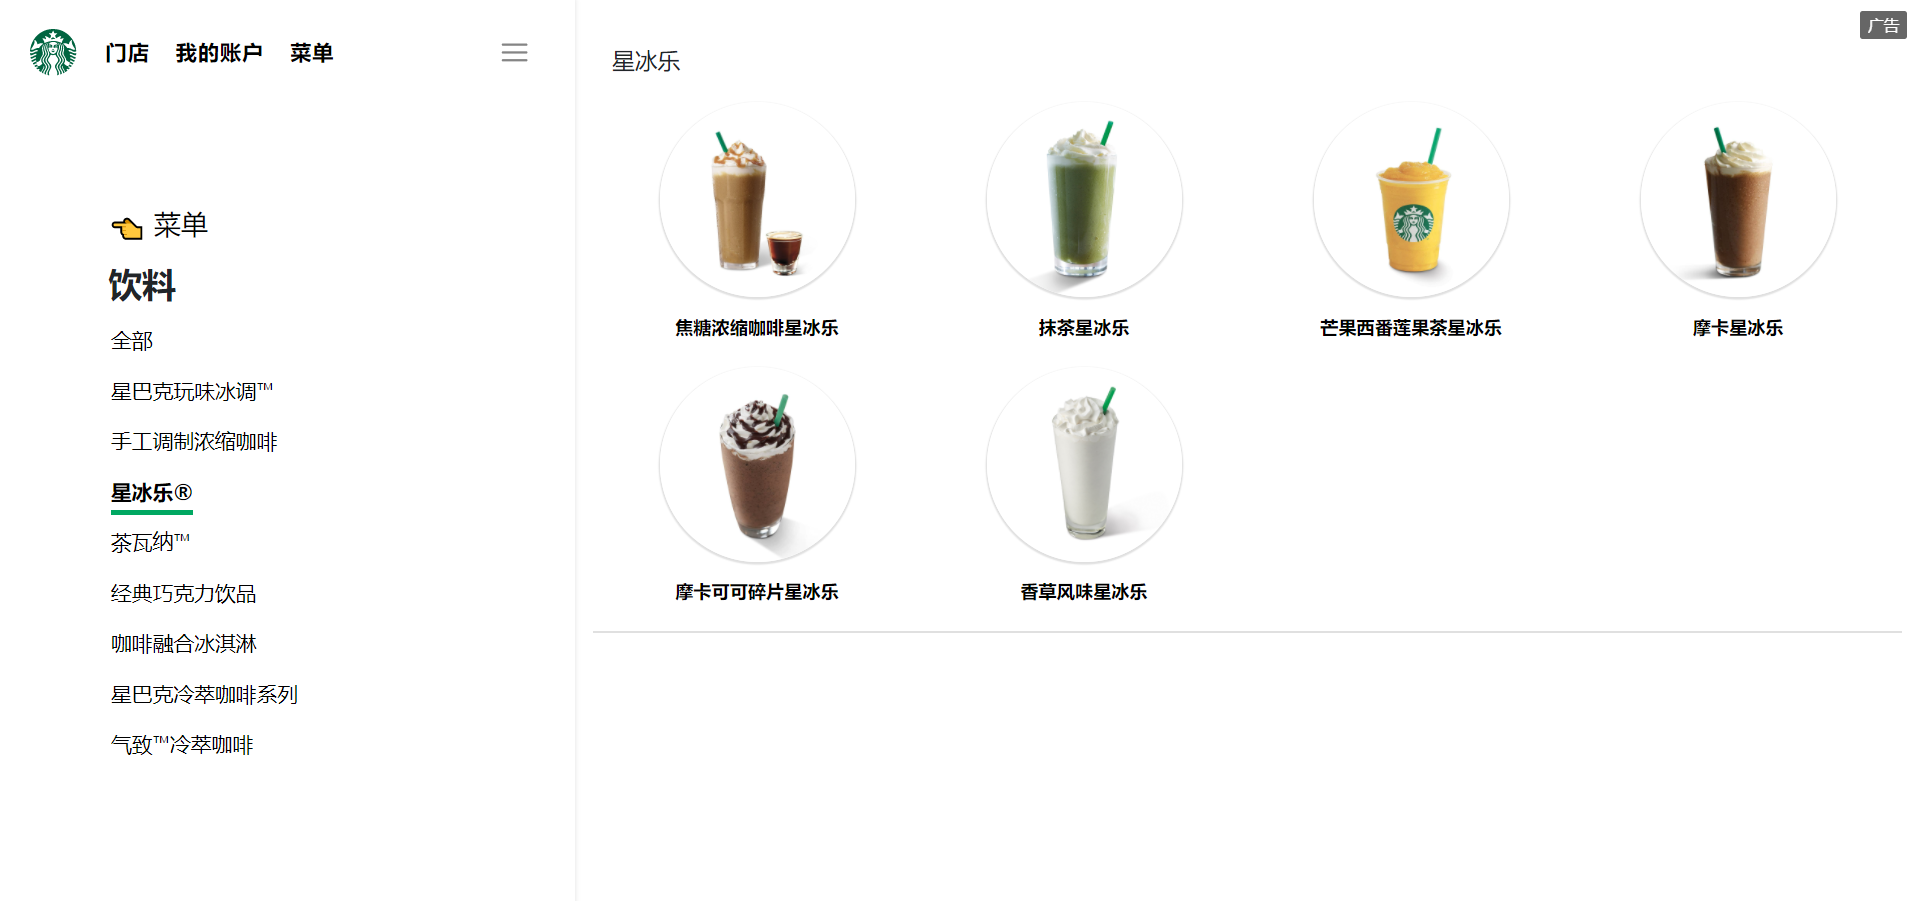 门店 我的账户 菜单
菜单
饮料
全部
星巴克玩味冰调™
手工调制浓缩咖啡
星冰乐®
茶瓦纳™
经典巧克力饮品
咖啡融合冰淇淋
星巴克冷萃咖啡系列
气致™冷萃咖啡
广告
星冰乐
焦糖浓缩咖啡星冰乐
抹茶星冰乐
芒果西番莲果茶星冰乐
摩卡星冰乐
摩卡可可碎片星冰乐
香草风味星冰乐